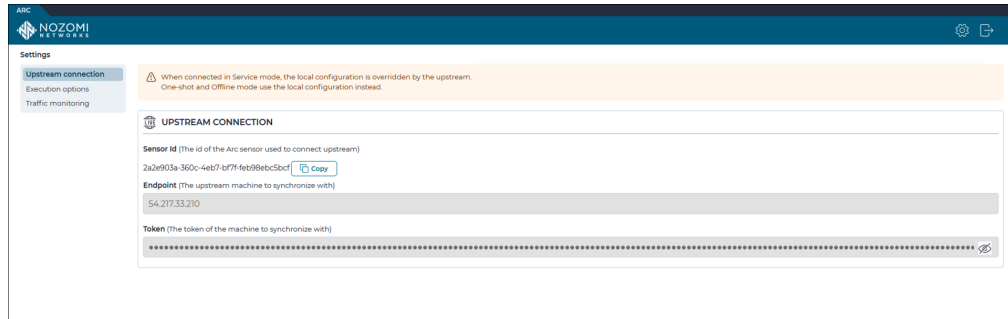 ARC
NOZOMI
NETWORKS
Settings
Upstream connection
Execution options
Traffic monitoring
When connected in Service mode, the local configuration is overridden by the upstream.
One-shot and Offline mode use the local configuration instead.
UPSTREAM CONNECTION
Sensor Id (The id of the Arc sensor used to connect upstream)
2a2e903a-360c-4eb7-bf7f-feb98ebc5bcf Copy
Endpoint (The upstream machine to synchronize with)
54.217.33.210
Token (The token of the machine to synchronize with)